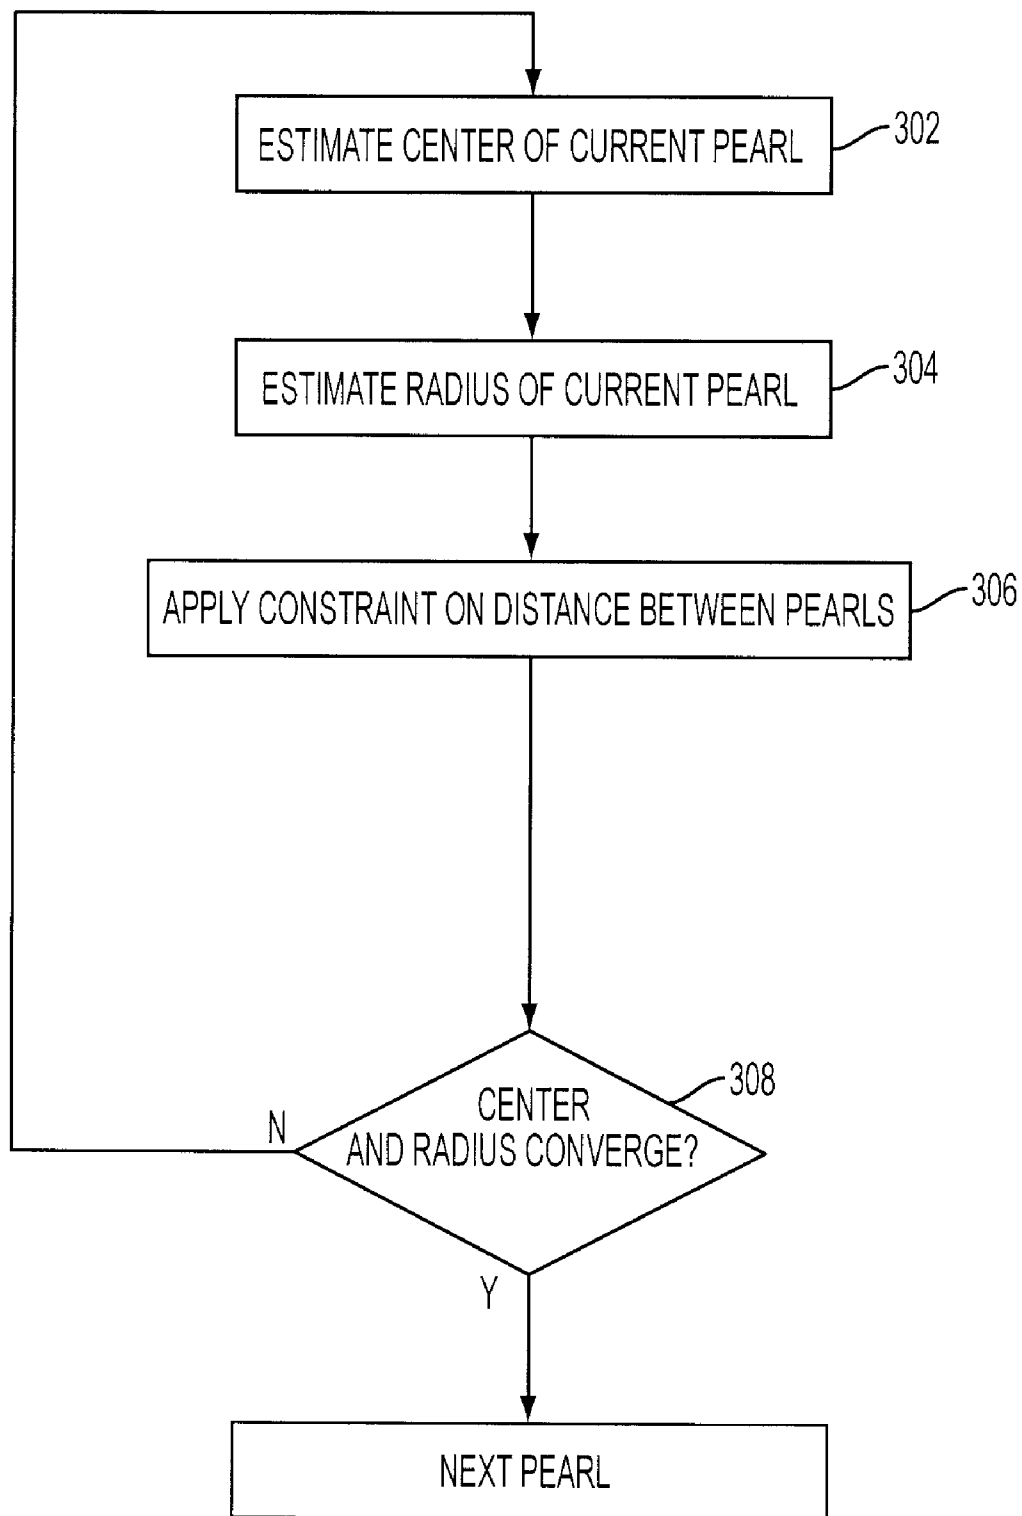 ESTIMATE CENTER OF CURRENT PEARL
302
ESTIMATE RADIUS OF CURRENT PEARL
304
APPLY CONSTRAINT ON DISTANCE BETWEEN PEARLS
306
CENTER
AND RADIUS CONVERGE?
308
N
Y
NEXT PEARL